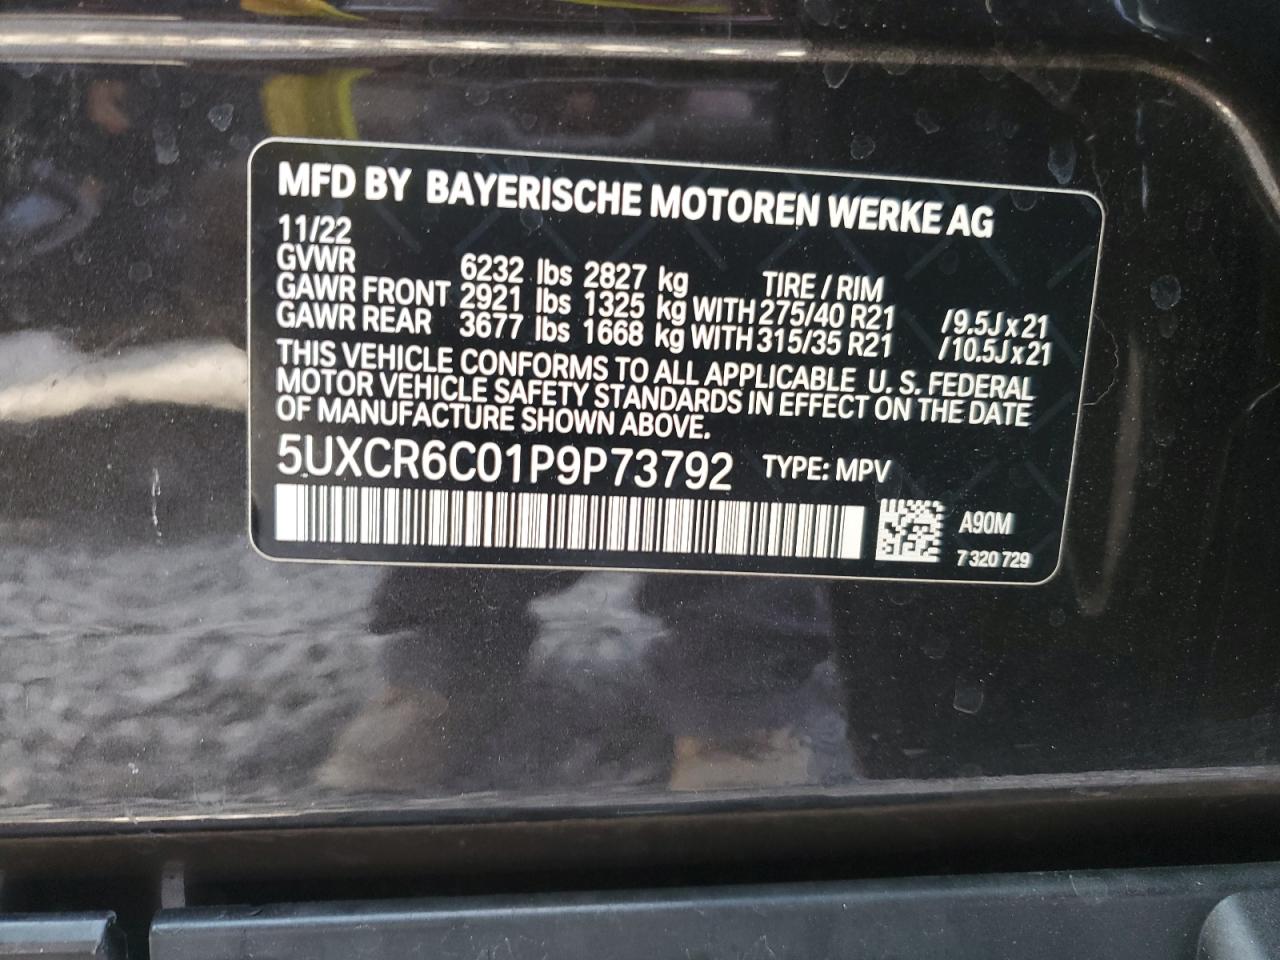 MFD BY BAYERISCHE MOTOREN WERKE AG
11/22
GVWR 6232 lbs 2827 kg TIRE / RIM
GAWR FRONT 2921 lbs 1325 kg WITH 275/40 R21 /9.5J x 21
GAWR REAR 3677 lbs 1668 kg WITH 315/35 R21 /10.5J x 21
THIS VEHICLE CONFORMS TO ALL APPLICABLE U. S. FEDERAL
MOTOR VEHICLE SAFETY STANDARDS IN EFFECT ON THE DATE
OF MANUFACTURE SHOWN ABOVE.
5UXCR6C01P9P73792 TYPE: MPV
A90M
7 320 729